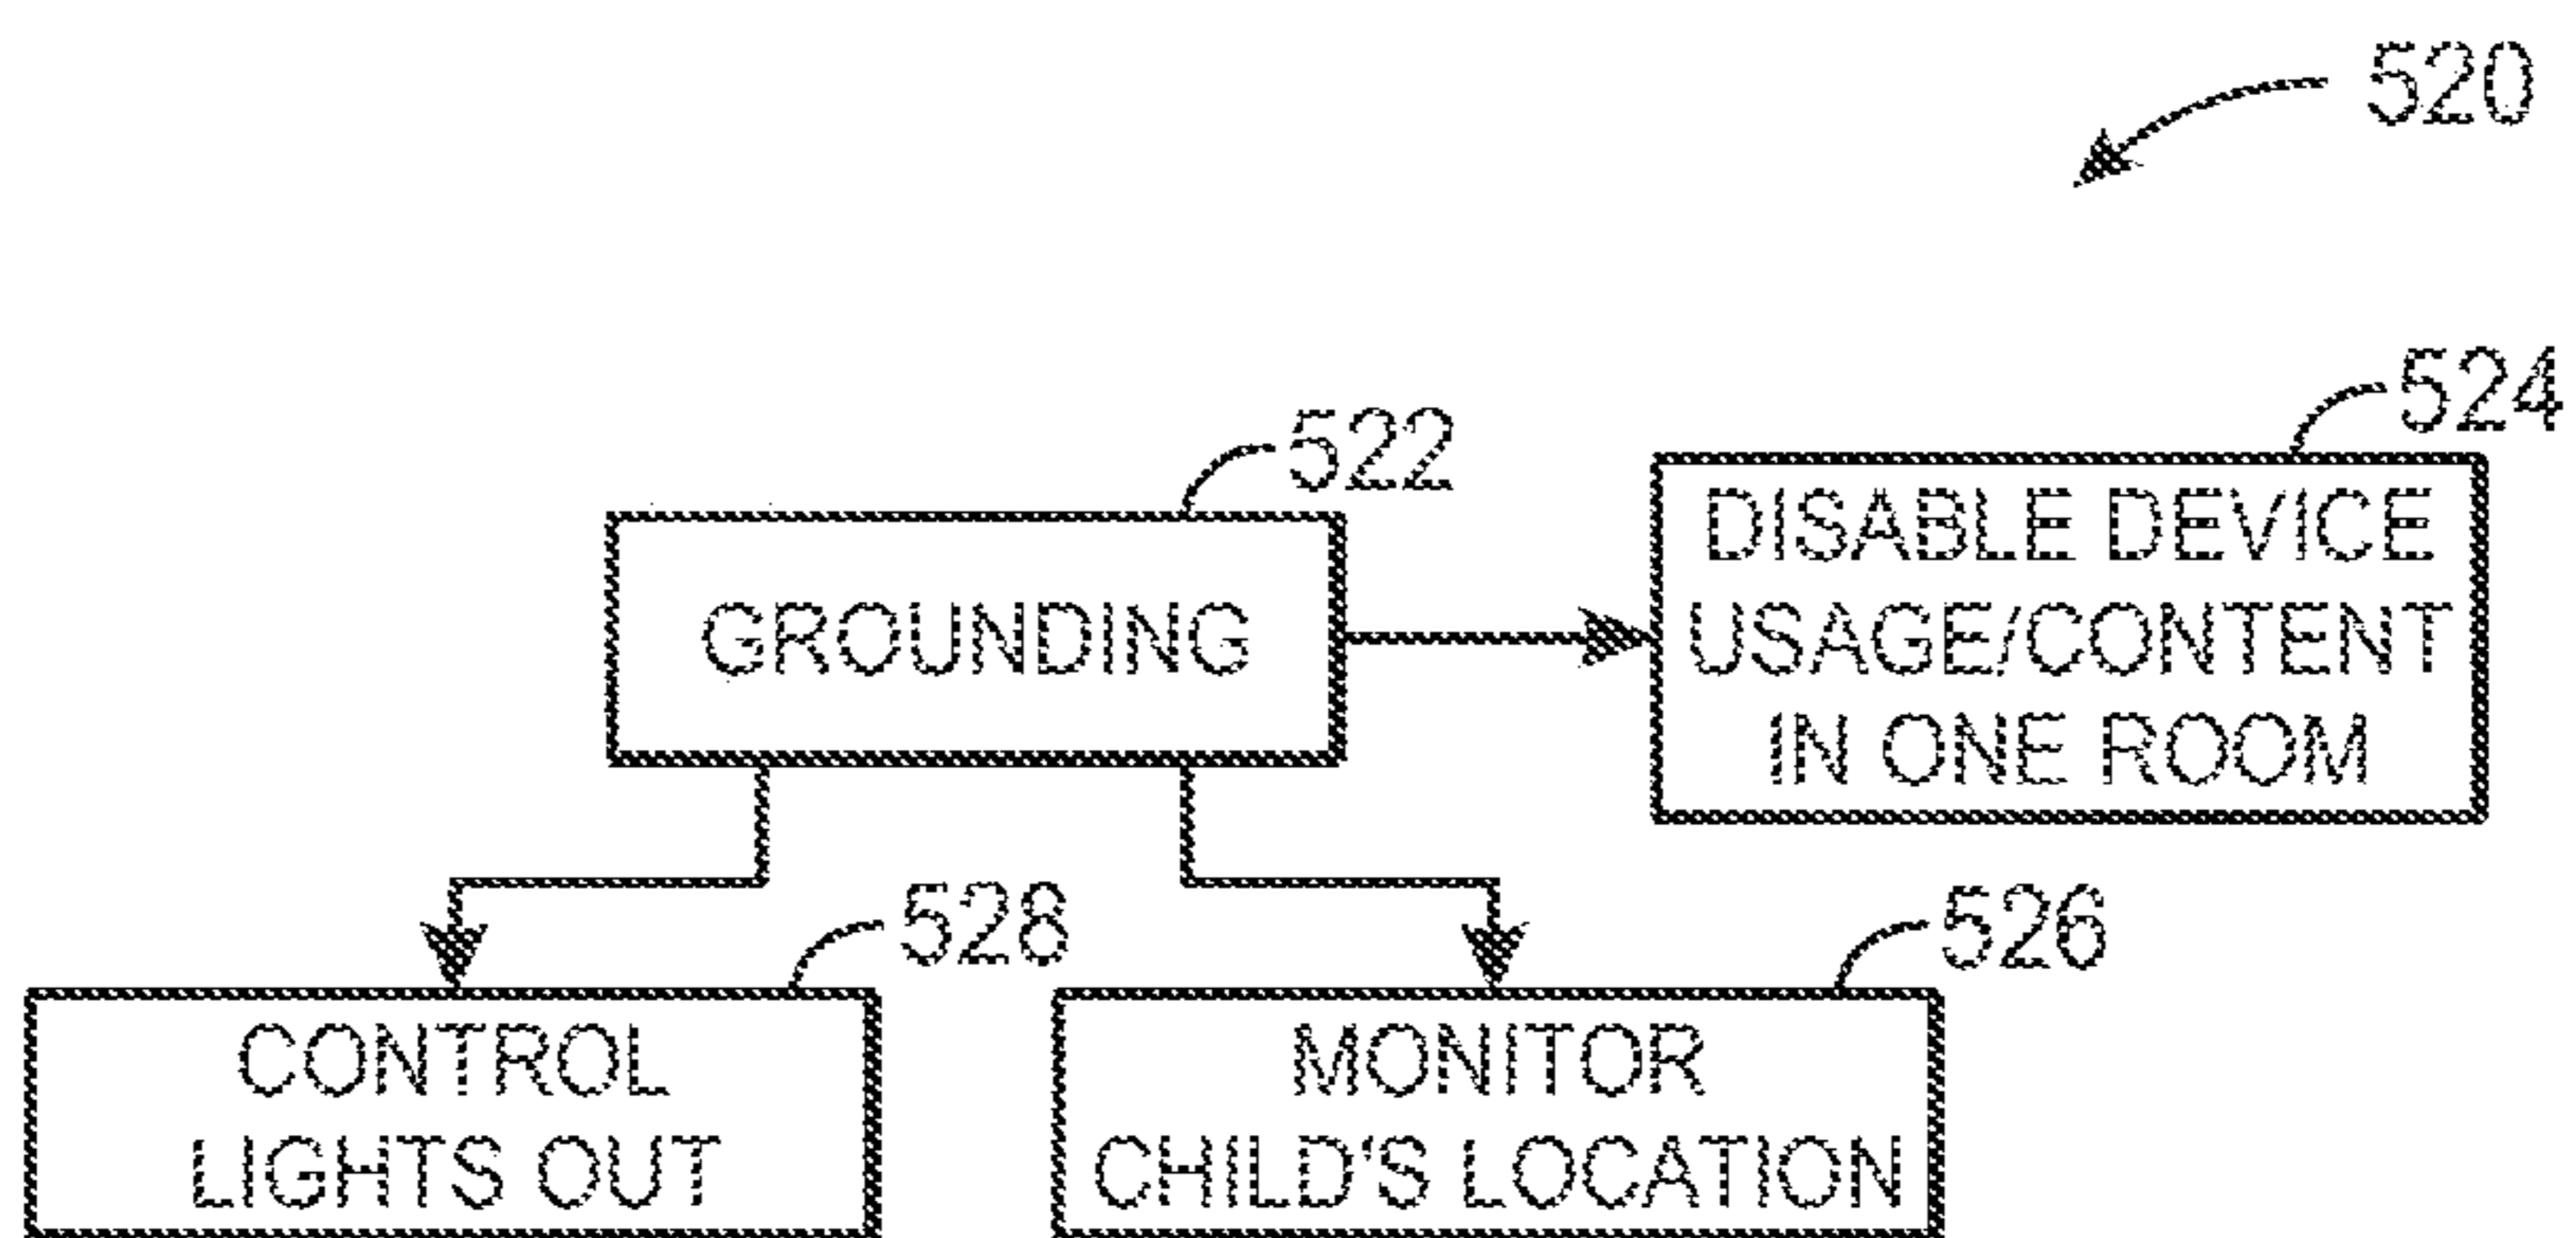 520
524
522
DISABLE DEVICE
USAGE/CONTENT
IN ONE ROOM
GROUNDING
528
526
CONTROL
LIGHTS OUT
MONITOR
CHILD'S LOCATION